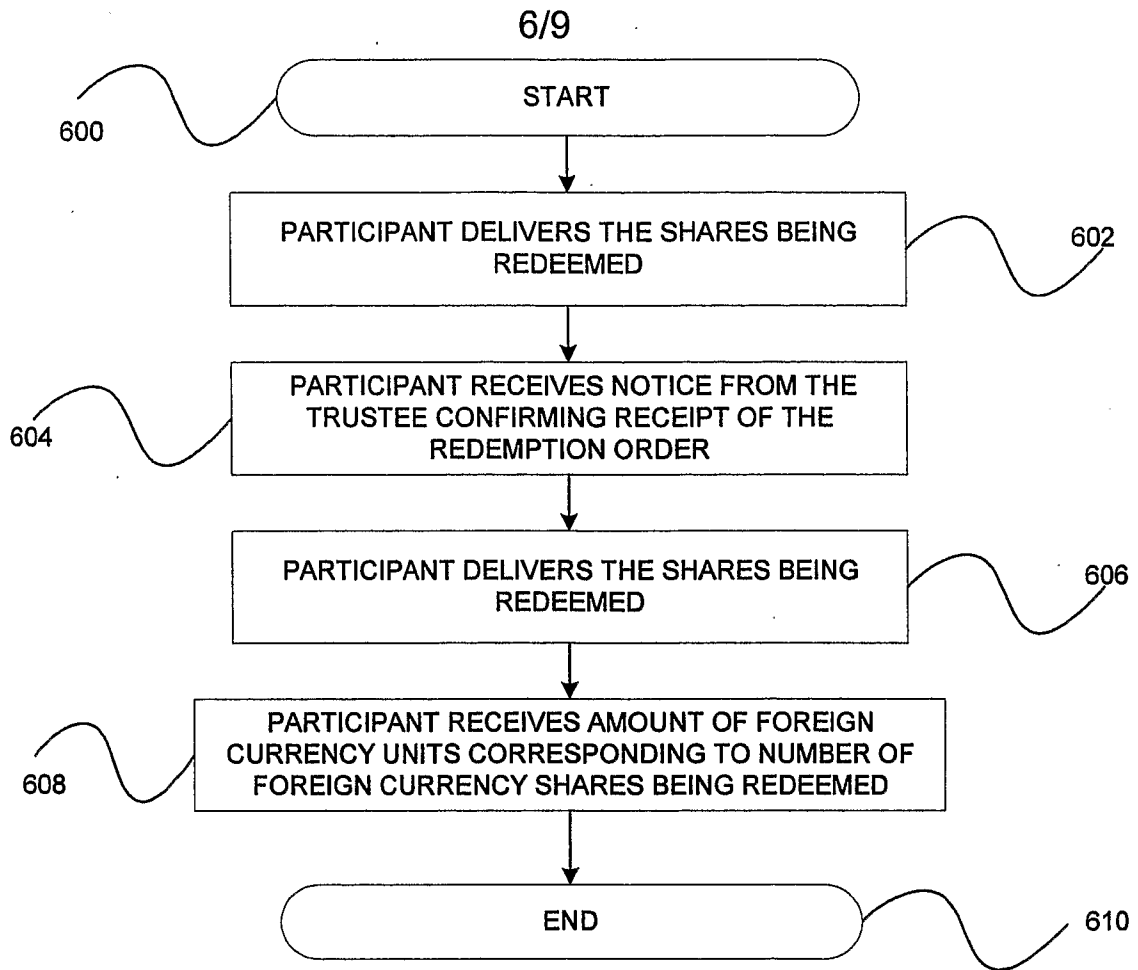 6/9
START
600
PARTICIPANT DELIVERS THE SHARES BEING
REDEEMED
602
PARTICIPANT RECEIVES NOTICE FROM THE
TRUSTEE CONFIRMING RECEIPT OF THE
REDEMPTION ORDER
604
PARTICIPANT DELIVERS THE SHARES BEING
REDEEMED
606
PARTICIPANT RECEIVES AMOUNT OF FOREIGN
CURRENCY UNITS CORRESPONDING TO NUMBER OF
FOREIGN CURRENCY SHARES BEING REDEEMED
608
END
610